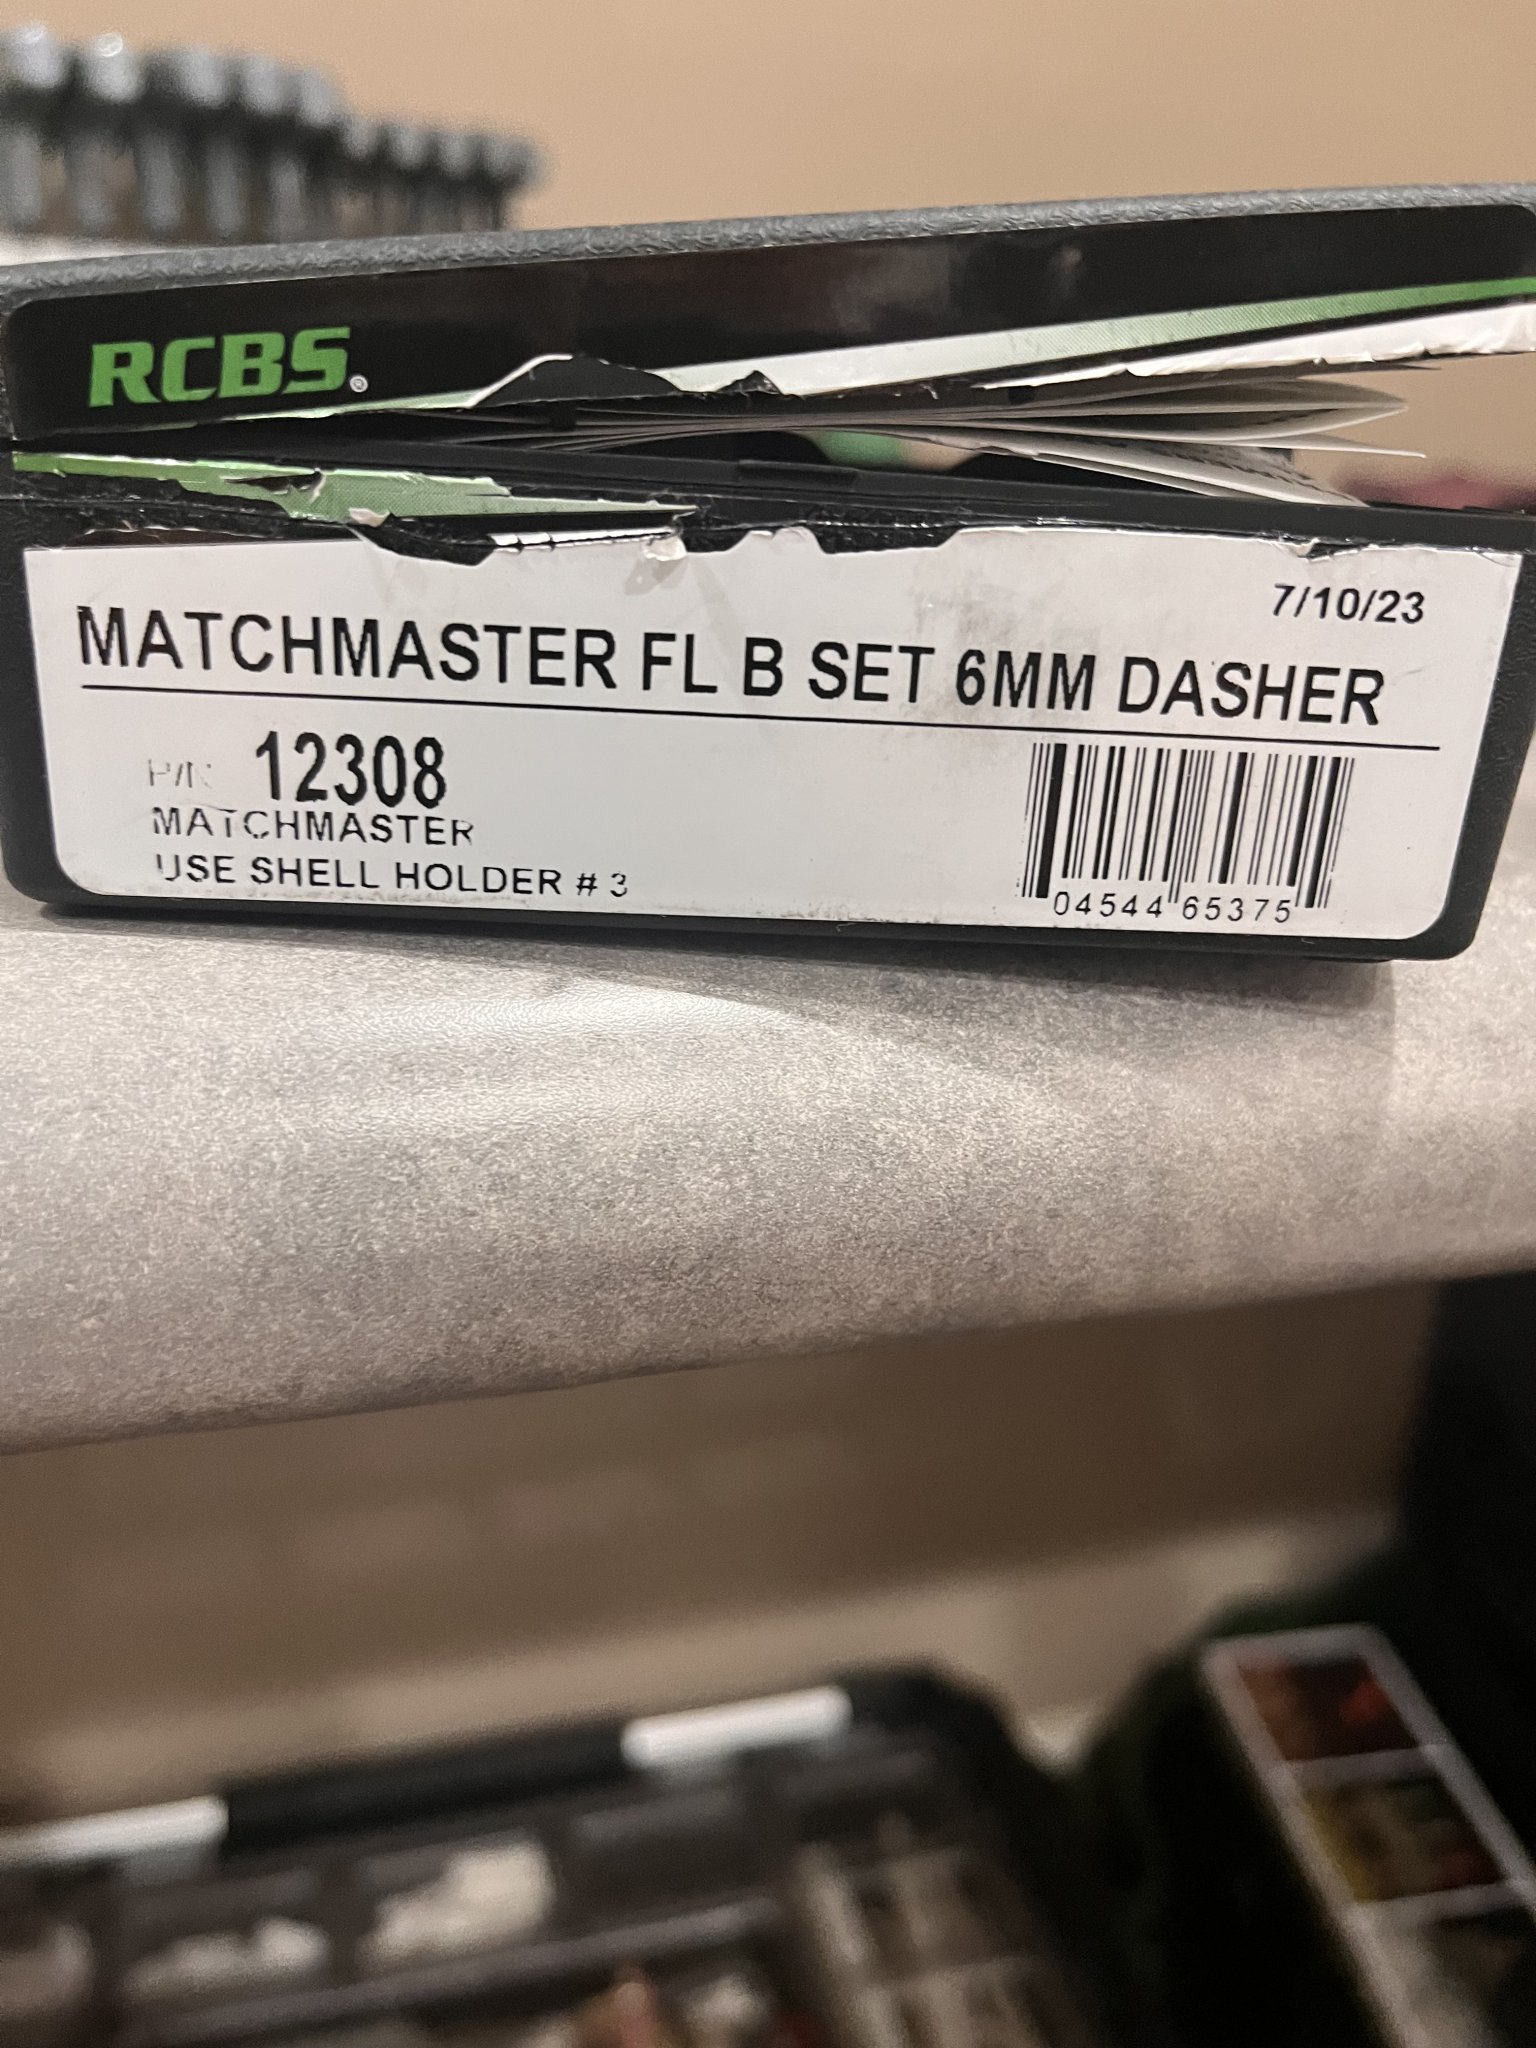 RCBS®
7/10/23
MATCHMASTER FL B SET 6MM DASHER
P/N 12308
MATCHMASTER
USE SHELL HOLDER # 3
04544 65375